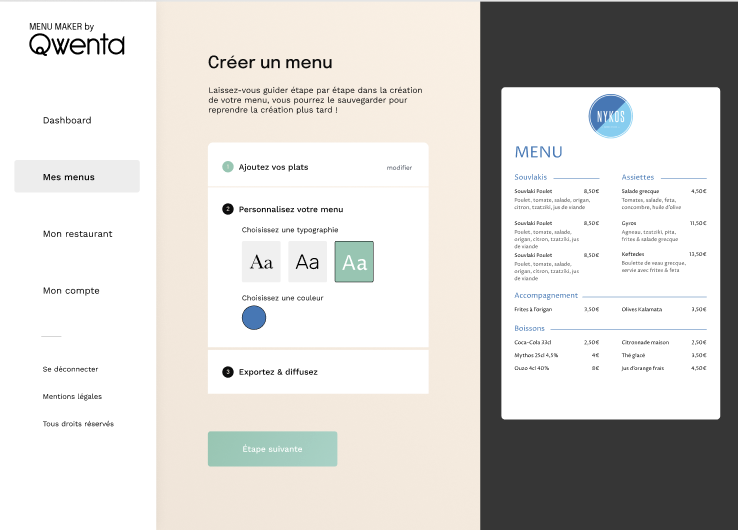 MENU MAKER by
Qwenta
Dashboard
Mes menus
Mon restaurant
Mon compte
Se déconnecter
Mentions légales
Tous droits réservés
Créer un menu
Laissez-vous guider étape par étape dans la création
de votre menu, vous pourrez le sauvegarder pour
reprendre la création plus tard !
1 Ajoutez vos plats modifier
2 Personnalisez votre menu
Choisissez une typographie
Aa Aa Aa
Choisissez une couleur
3 Exportez & diffusez
Étape suivante
NYKOS
MENU
Souvlakis
Souvlaki Poulet 8,50€
Poulet, tomate, salade, origan,
citron, tzatziki, jus de viande
Souvlaki Poulet 8,50€
Poulet, tomate, salade,
origan, citron, tzatziki, jus
de viande
Souvlaki Poulet 8,50€
Poulet, tomate, salade,
origan, citron, tzatziki, jus
de viande
Assiettes
Salade grecque 4,50€
Tomates, salade, feta,
concombre, huile d'olive
Gyros 11,50€
Agneau, tzatziki, pita,
frites & salade grecque
Keftedes 13,50€
Boulette de veau grecque,
servie avec frites & feta
Accompagnement
Frites à l'origan 3,50€
Olives Kalamata 3,50€
Boissons
Coca-Cola 33cl 2,50€
Citronnade maison 2,50€
Mythos 25cl 4,5% 4€
Thé glacé 3,50€
Ouzo 4cl 40% 8€
Jus d'orange frais 4,50€